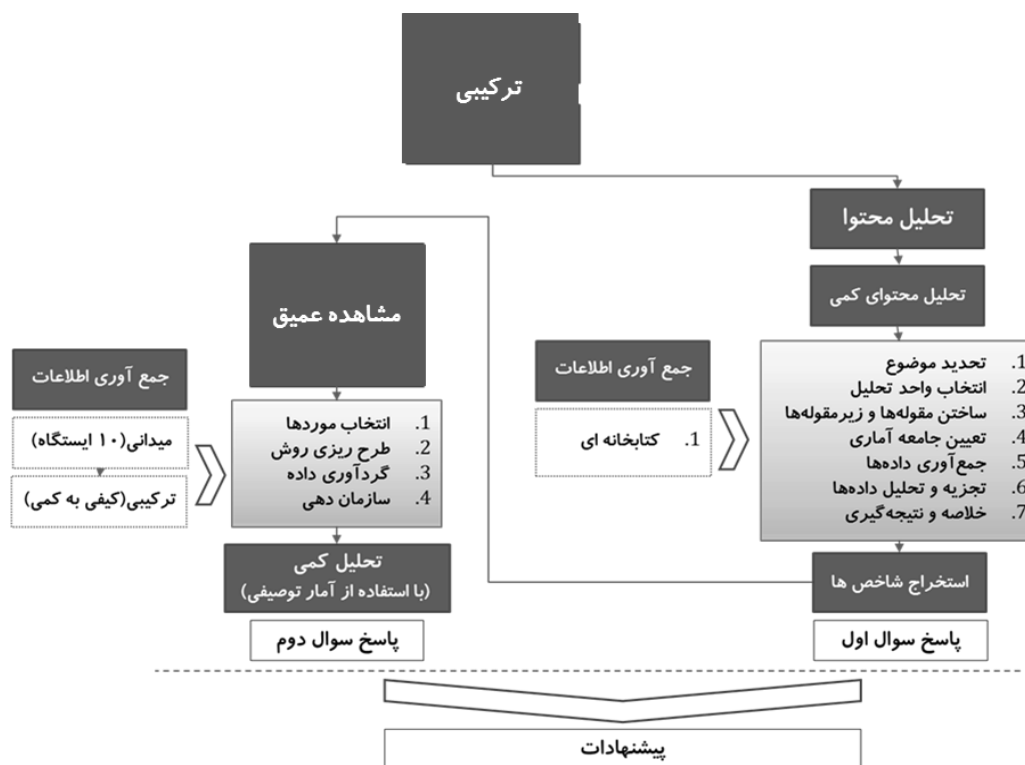 ترکیبی
تحلیل محتوا
تحلیل محتوای کمی
جمع آوری اطلاعات
1. کتابخانه ای
1. تحدید موضوع
2. انتخاب واحد تحلیل
3. ساختن مقوله‌ها و زیرمقوله‌ها
4. تعیین جامعه آماری
5. جمع‌آوری داده‌ها
6. تجزیه و تحلیل داده‌ها
7. خلاصه و نتیجه‌گیری
استخراج شاخص ها
پاسخ سوال اول
مشاهده عمیق
جمع آوری اطلاعات
میدانی(۱۰ ایستگاه)
ترکیبی(کیفی به کمی)
1. انتخاب موردها
2. طرح ریزی روش
3. گردآوری داده
4. سازمان دهی
تحلیل کمی
(با استفاده از آمار توصیفی)
پاسخ سوال دوم
پیشنهادات